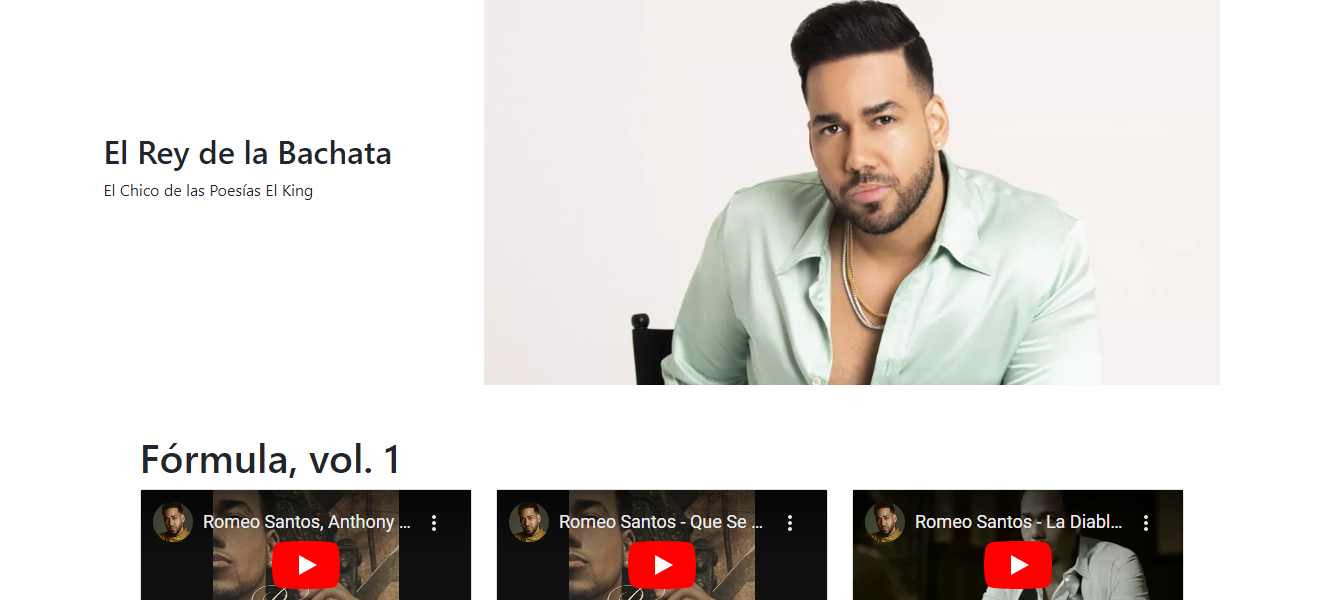 El Rey de la Bachata
El Chico de las Poesías El King
Fórmula, vol. 1
Romeo Santos, Anthony ...
Romeo Santos - Que Se ...
Romeo Santos - La Diabl...